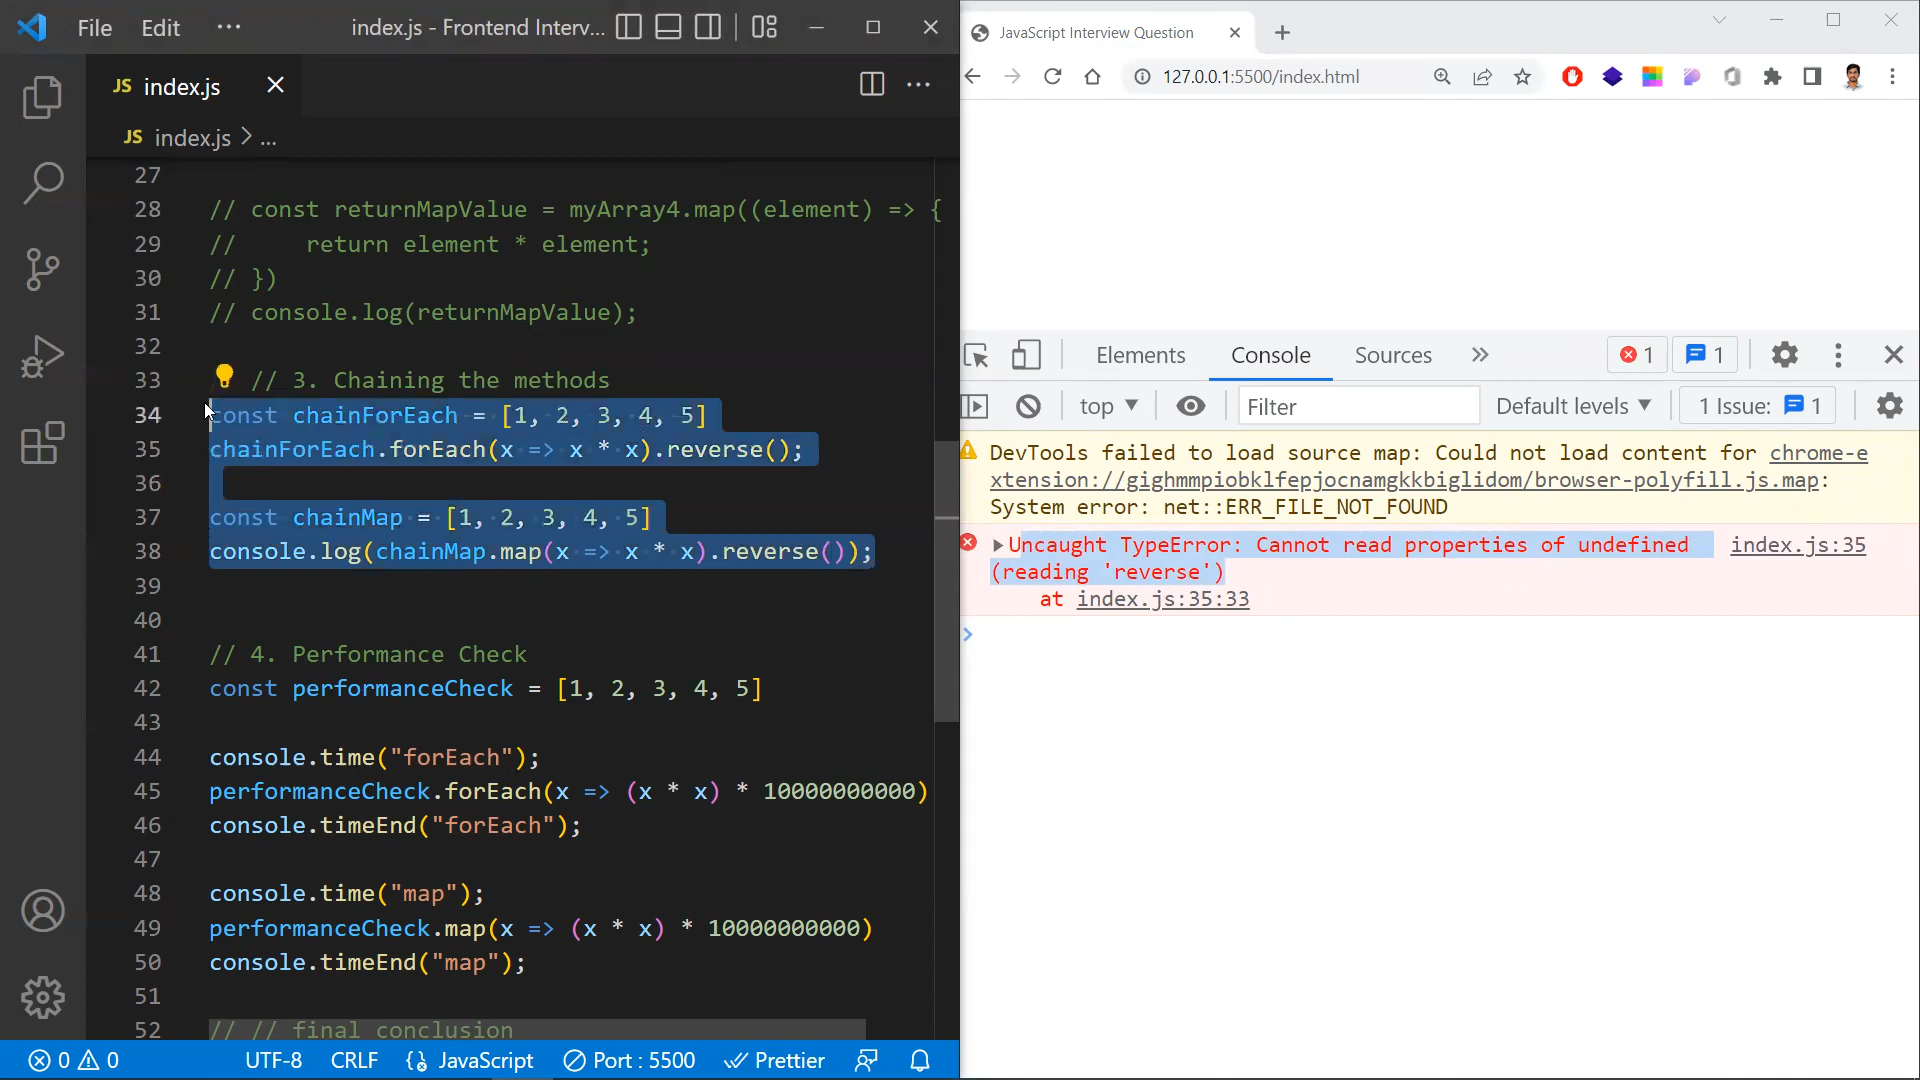 File Edit ··· index.js - Frontend Interv...
JS index.js
JS index.js > ...
27
28 // const returnMapValue = myArray4.map((element) => {
29 //     return element * element;
30 // })
31 // console.log(returnMapValue);
32
33 // 3. Chaining the methods
34 const chainForEach = [1, 2, 3, 4, 5]
35 chainForEach.forEach(x => x * x).reverse();
36
37 const chainMap = [1, 2, 3, 4, 5]
38 console.log(chainMap.map(x => x * x).reverse());
39
40
41 // 4. Performance Check
42 const performanceCheck = [1, 2, 3, 4, 5]
43
44 console.time("forEach");
45 performanceCheck.forEach(x => (x * x) * 10000000000)
46 console.timeEnd("forEach");
47
48 console.time("map");
49 performanceCheck.map(x => (x * x) * 10000000000)
50 console.timeEnd("map");
51
52 // // final conclusion
0 0 UTF-8 CRLF {} JavaScript Port : 5500 Prettier
JavaScript Interview Question
127.0.0.1:5500/index.html
Elements Console Sources » 1 1
top Filter Default levels 1 Issue: 1
DevTools failed to load source map: Could not load content for chrome-e
xtension://gighmmpiobklfepjocnamgkkbiglidom/browser-polyfill.js.map:
System error: net::ERR_FILE_NOT_FOUND
Uncaught TypeError: Cannot read properties of undefined index.js:35
(reading 'reverse')
at index.js:35:33